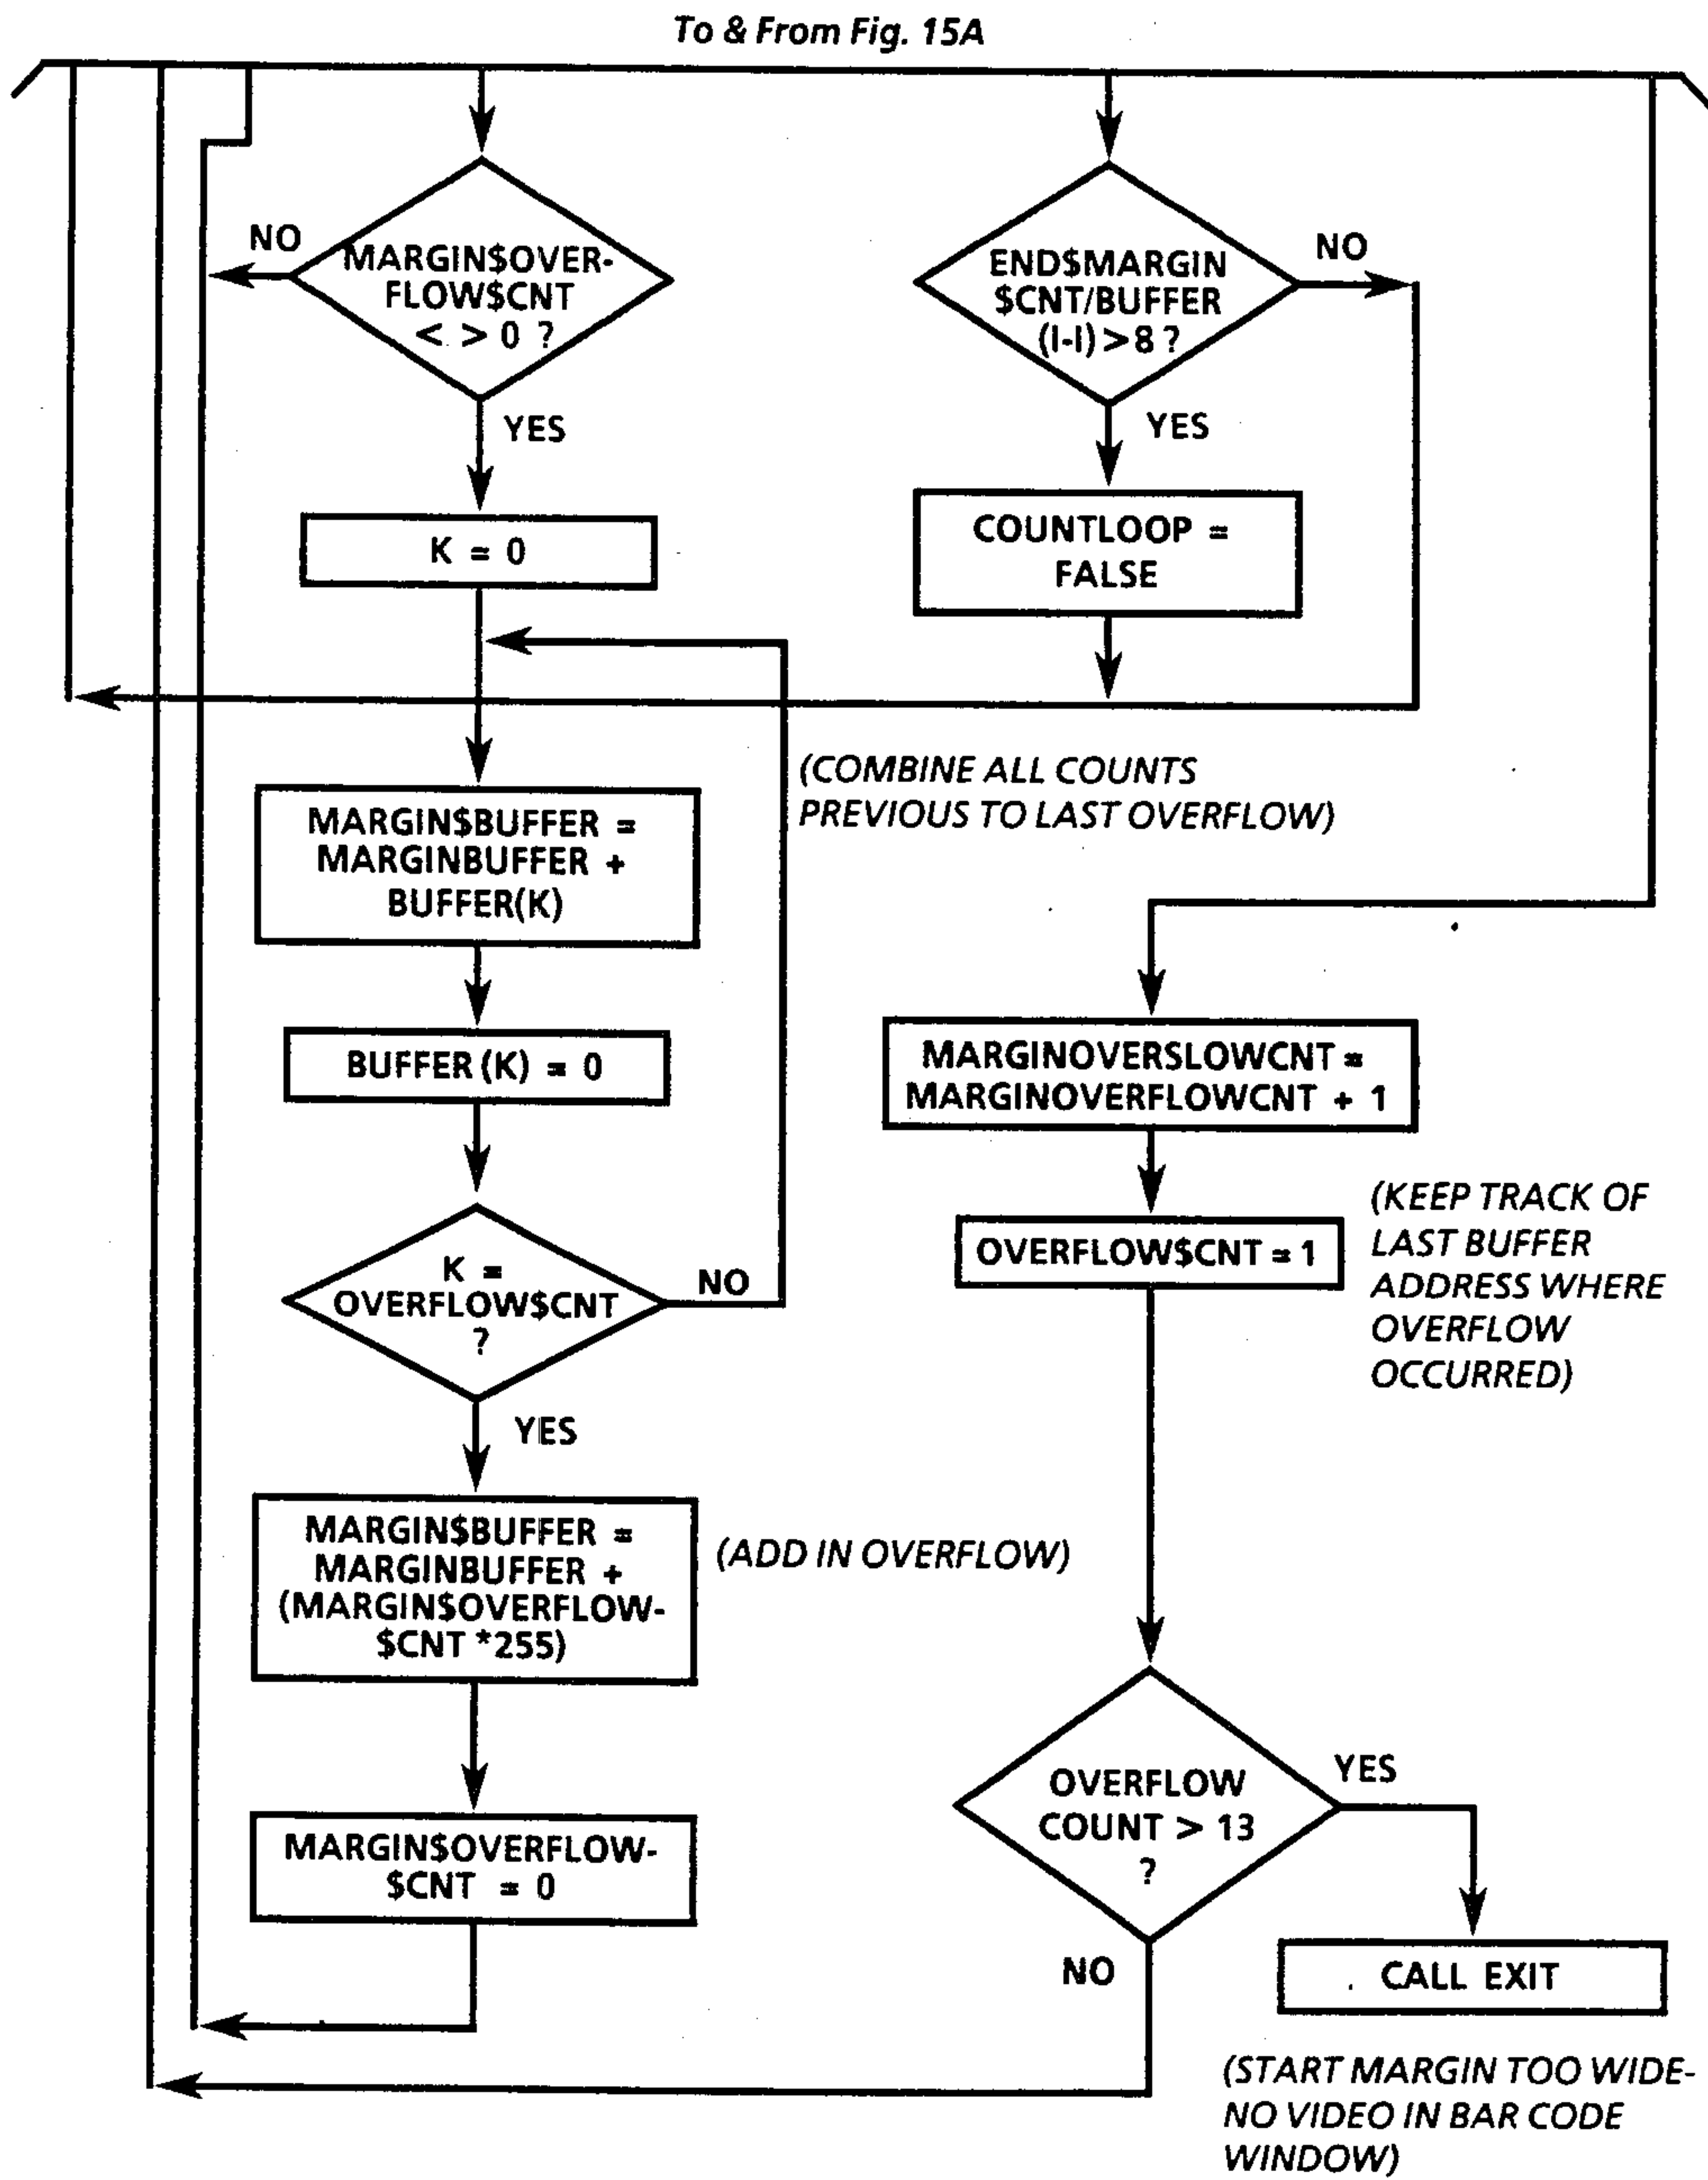 To & From Fig. 15A
NO
MARGIN$OVER-
FLOW$CNT
< > 0 ?
YES
K = 0
END$MARGIN
$CNT/BUFFER
(I-I) > 8 ?
NO
YES
COUNTLOOP =
FALSE
(COMBINE ALL COUNTS
PREVIOUS TO LAST OVERFLOW)
MARGIN$BUFFER =
MARGINBUFFER +
BUFFER(K)
BUFFER (K) = 0
K =
OVERFLOW$CNT
?
NO
YES
MARGIN$BUFFER =
MARGINBUFFER +
(MARGIN$OVERFLOW-
$CNT *255)
(ADD IN OVERFLOW)
MARGIN$OVERFLOW-
$CNT = 0
MARGINOVERSLOWCNT =
MARGINOVERFLOWCNT + 1
OVERFLOW$CNT = 1
(KEEP TRACK OF
LAST BUFFER
ADDRESS WHERE
OVERFLOW
OCCURRED)
OVERFLOW
COUNT > 13
?
YES
NO
CALL EXIT
(START MARGIN TOO WIDE-
NO VIDEO IN BAR CODE
WINDOW)